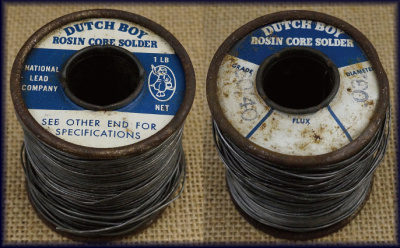 DUTCH BOY
ROSIN CORE SOLDER
NATIONAL
LEAD
COMPANY
1 LB
NET
SEE OTHER END FOR
SPECIFICATIONS
DUTCH BOY
ROSIN CORE SOLDER
GRADE
DIAMETER
FLUX